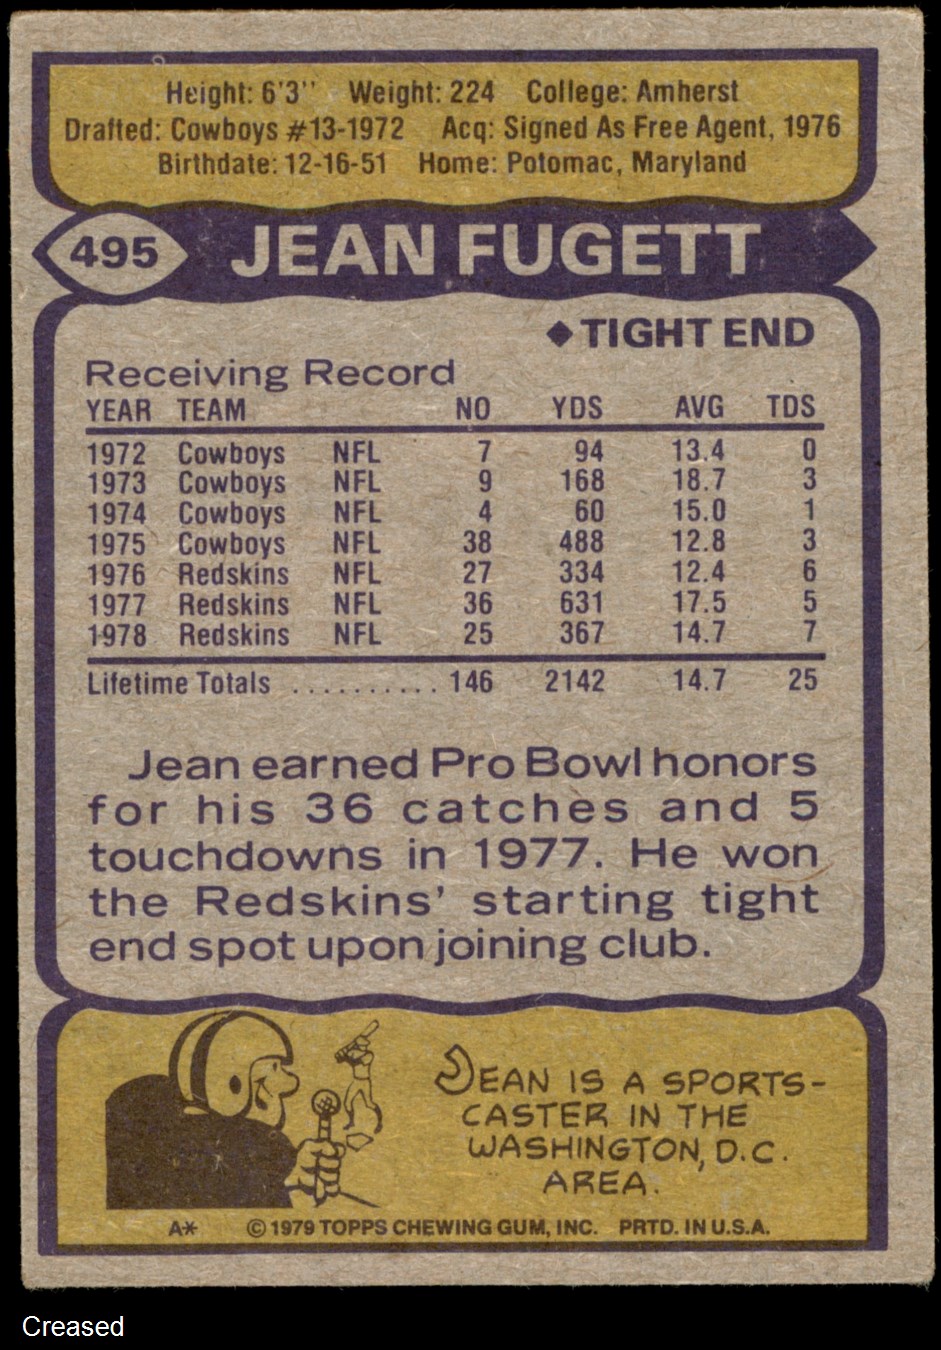 Height: 6'3'' Weight: 224 College: Amherst
Drafted: Cowboys #13-1972 Acq: Signed As Free Agent, 1976
Birthdate: 12-16-51 Home: Potomac, Maryland
495 JEAN FUGETT
◆TIGHT END
Receiving Record
YEAR TEAM NO YDS AVG TDS
1972 Cowboys NFL 7 94 13.4 0
1973 Cowboys NFL 9 168 18.7 3
1974 Cowboys NFL 4 60 15.0 1
1975 Cowboys NFL 38 488 12.8 3
1976 Redskins NFL 27 334 12.4 6
1977 Redskins NFL 36 631 17.5 5
1978 Redskins NFL 25 367 14.7 7
Lifetime Totals .......... 146 2142 14.7 25
Jean earned Pro Bowl honors
for his 36 catches and 5
touchdowns in 1977. He won
the Redskins' starting tight
end spot upon joining club.
JEAN IS A SPORTS-
CASTER IN THE
WASHINGTON, D.C.
AREA.
A* © 1979 TOPPS CHEWING GUM, INC. PRTD. IN U.S.A.
Creased